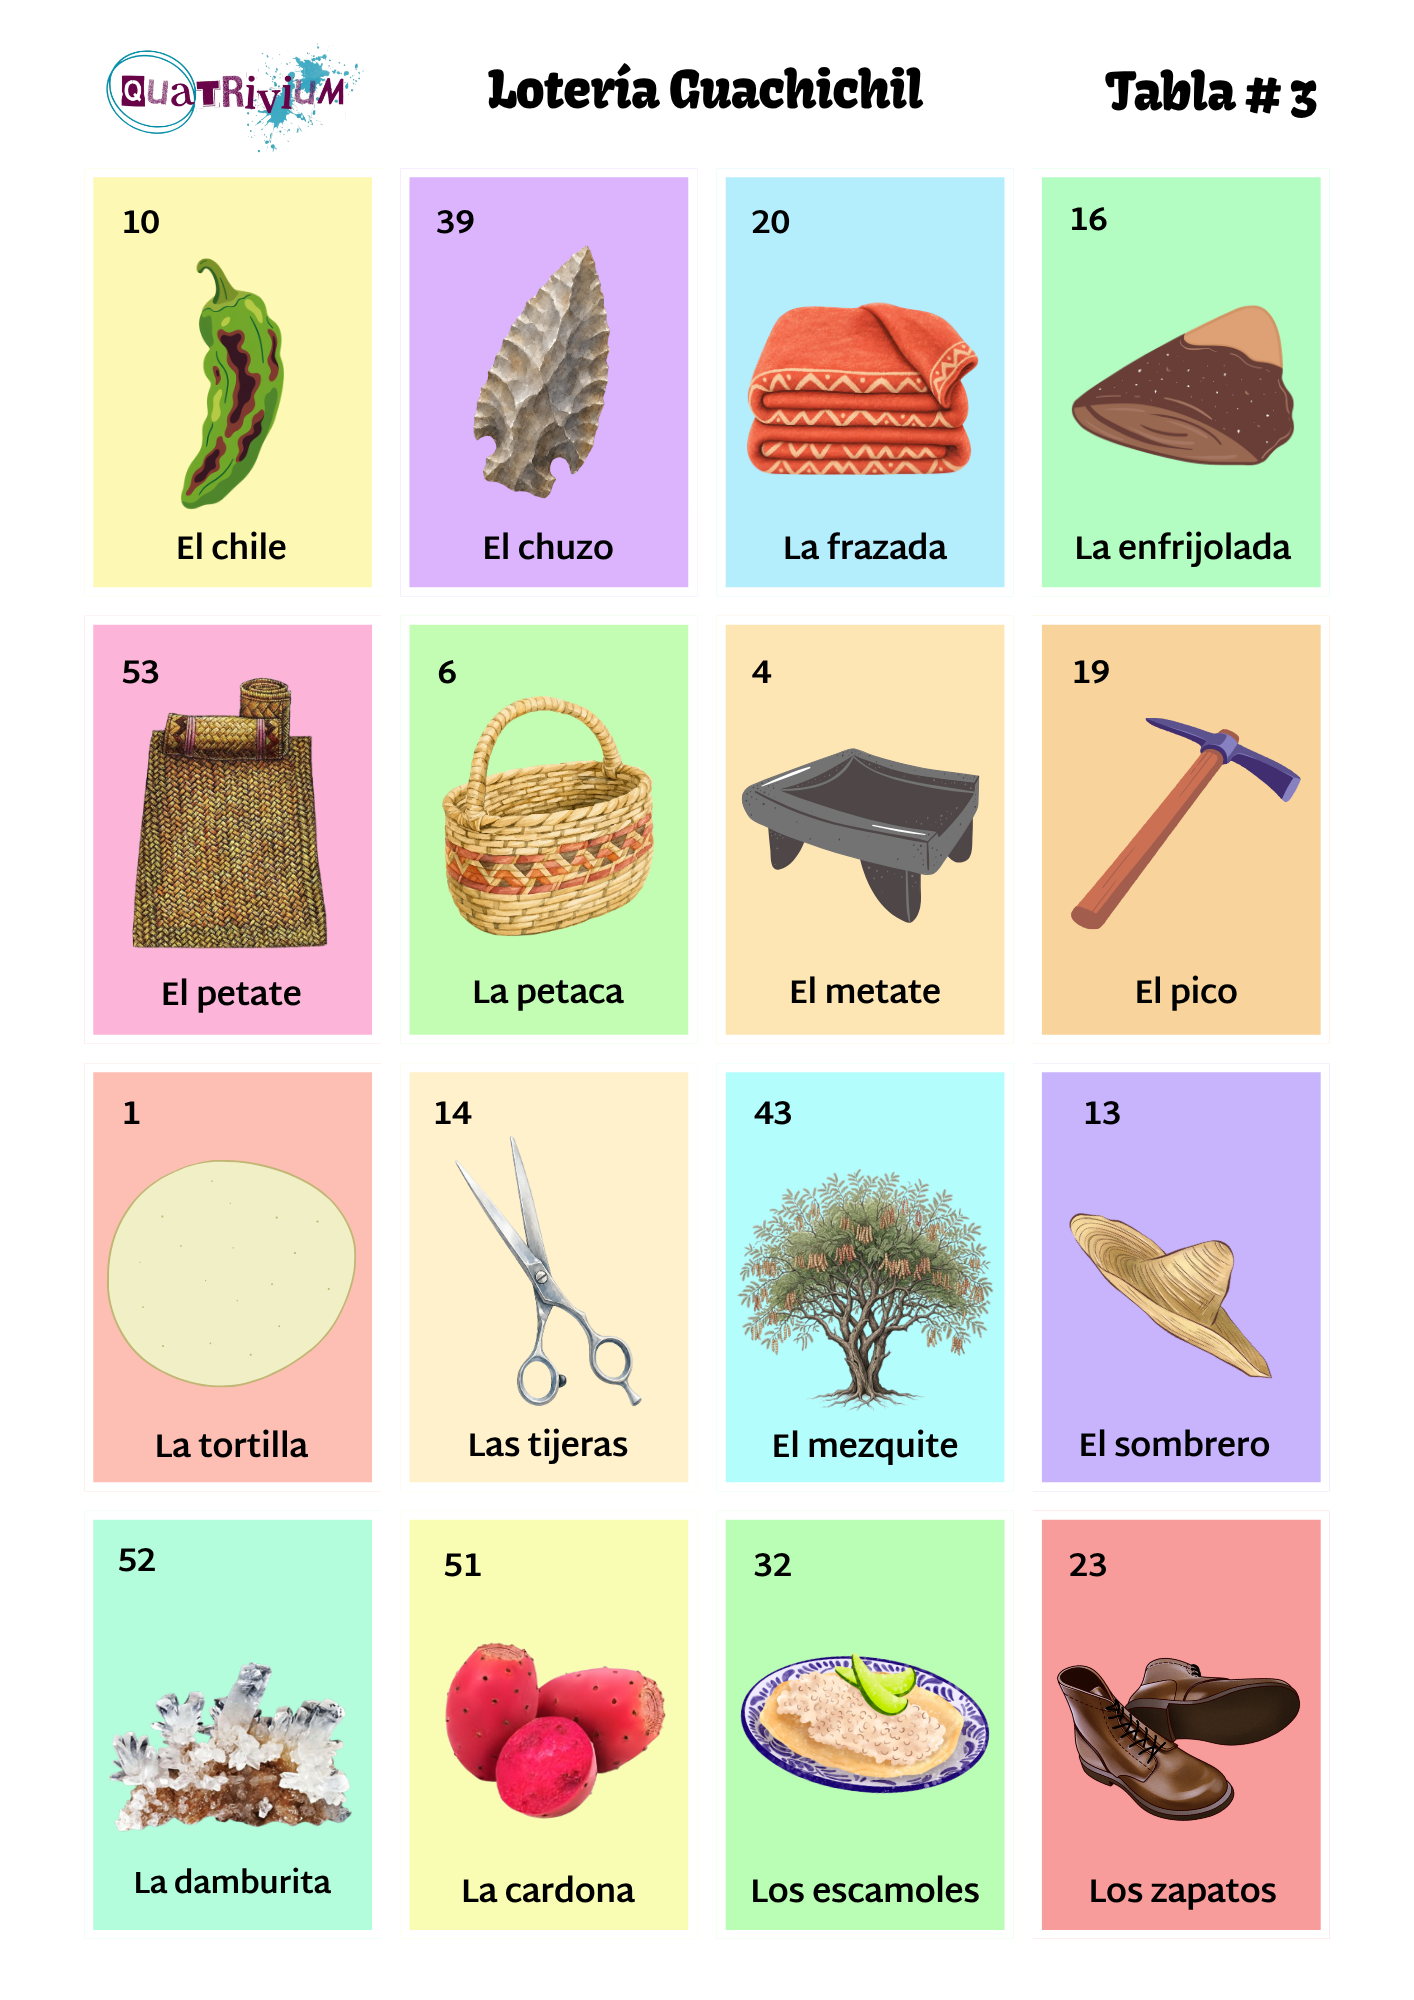 QUATRiViUM
Lotería Guachichil
Tabla # 3
10
El chile
39
El chuzo
20
La frazada
16
La enfrijolada
53
El petate
6
La petaca
4
El metate
19
El pico
1
La tortilla
14
Las tijeras
43
El mezquite
13
El sombrero
52
La damburita
51
La cardona
32
Los escamoles
23
Los zapatos